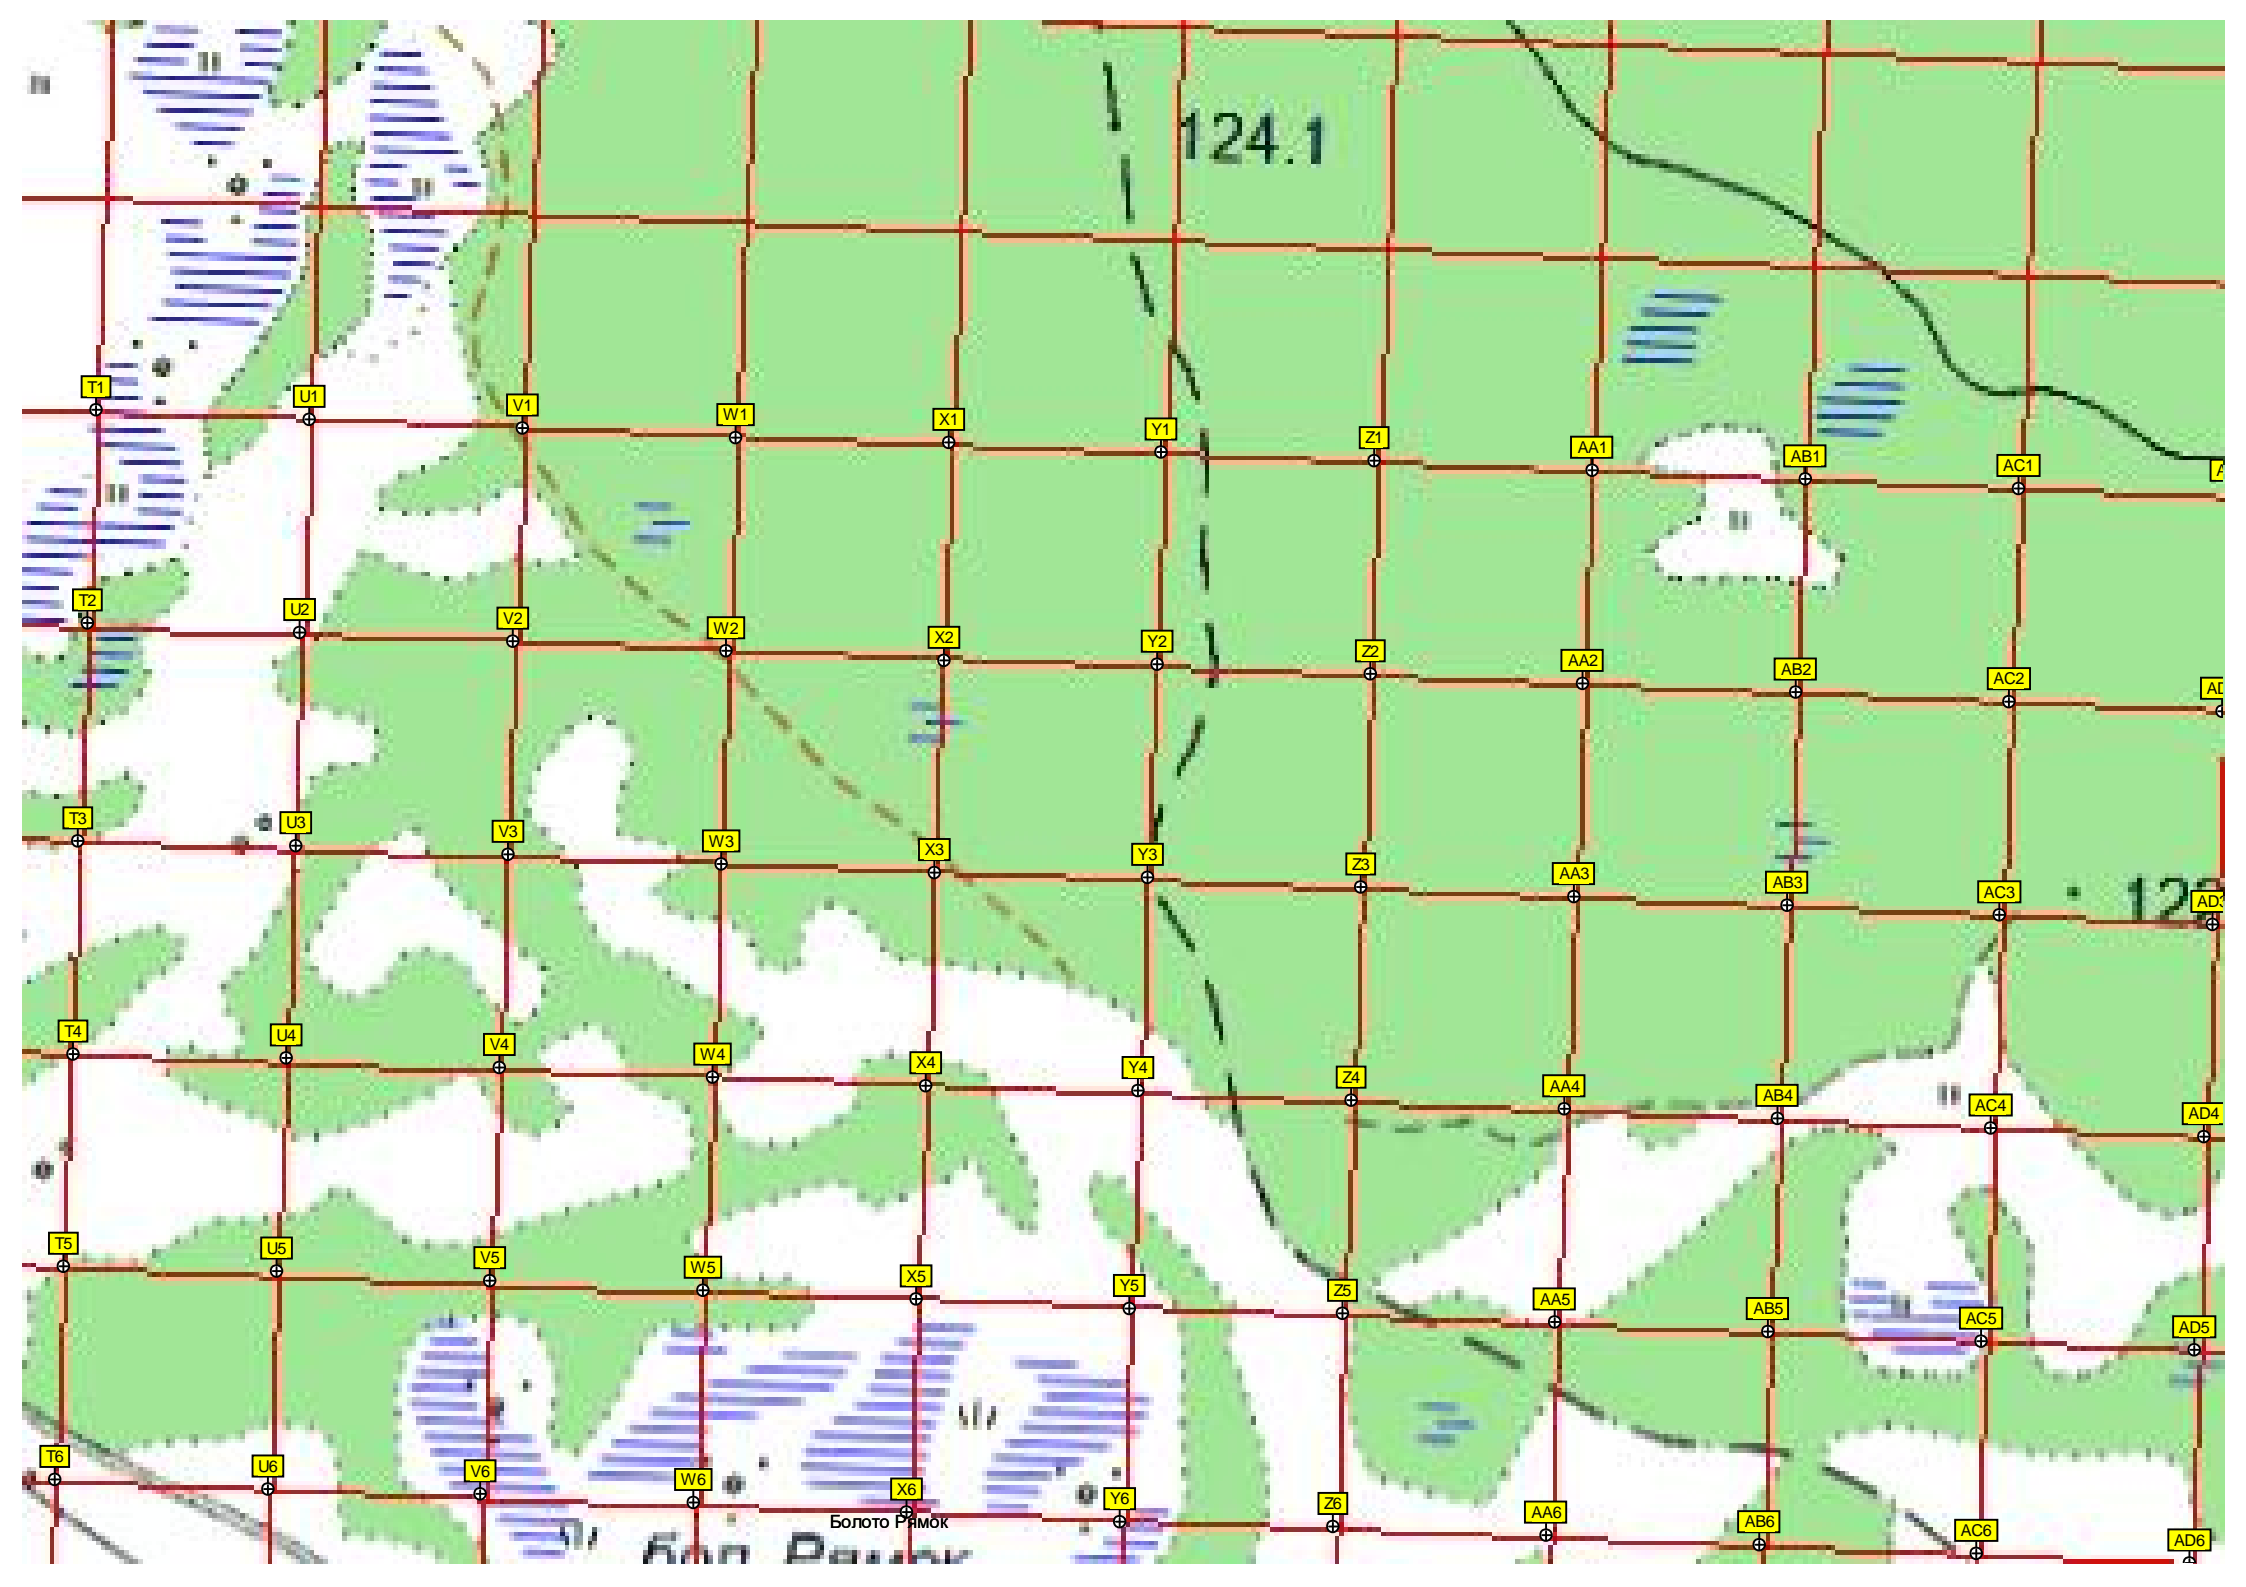 124.1
T1
U1
V1
W1
X1
Y1
Z1
AA1
AB1
AC1
T2
U2
V2
W2
X2
Y2
Z2
AA2
AB2
AC2
T3
U3
V3
W3
X3
Y3
Z3
AA3
AB3
AC3
AD3
T4
U4
V4
W4
X4
Y4
Z4
AA4
AB4
AC4
AD4
T5
U5
V5
W5
X5
Y5
Z5
AA5
AB5
AC5
AD5
T6
U6
V6
W6
X6
Y6
Z6
AA6
AB6
AC6
AD6
Болото Рямок
бол. Рямок